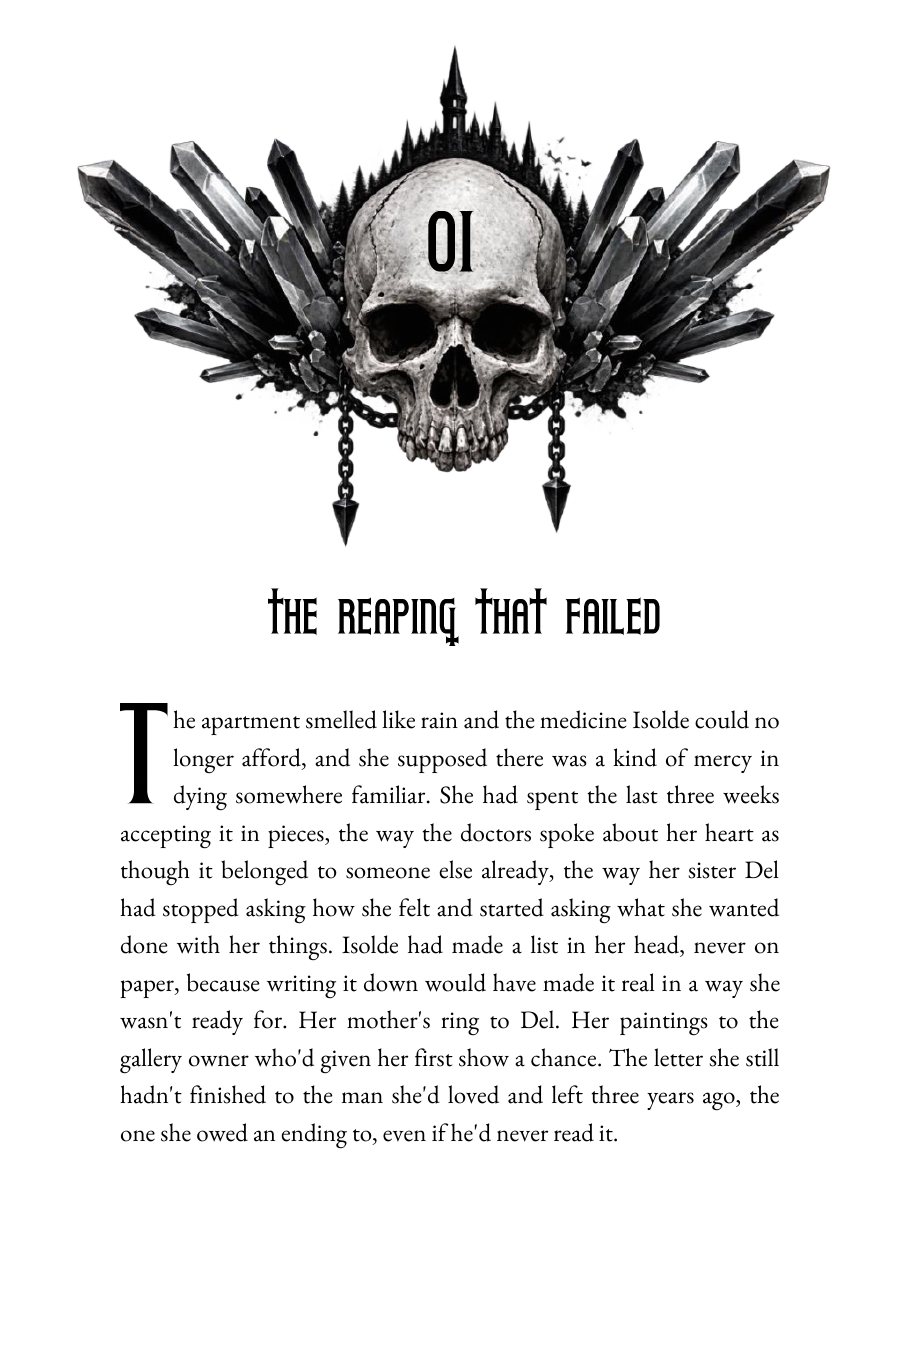 01
THE REAPING THAT FAILED
The apartment smelled like rain and the medicine Isolde could no
longer afford, and she supposed there was a kind of mercy in
dying somewhere familiar. She had spent the last three weeks
accepting it in pieces, the way the doctors spoke about her heart as
though it belonged to someone else already, the way her sister Del
had stopped asking how she felt and started asking what she wanted
done with her things. Isolde had made a list in her head, never on
paper, because writing it down would have made it real in a way she
wasn't ready for. Her mother's ring to Del. Her paintings to the
gallery owner who'd given her first show a chance. The letter she still
hadn't finished to the man she'd loved and left three years ago, the
one she owed an ending to, even if he'd never read it.